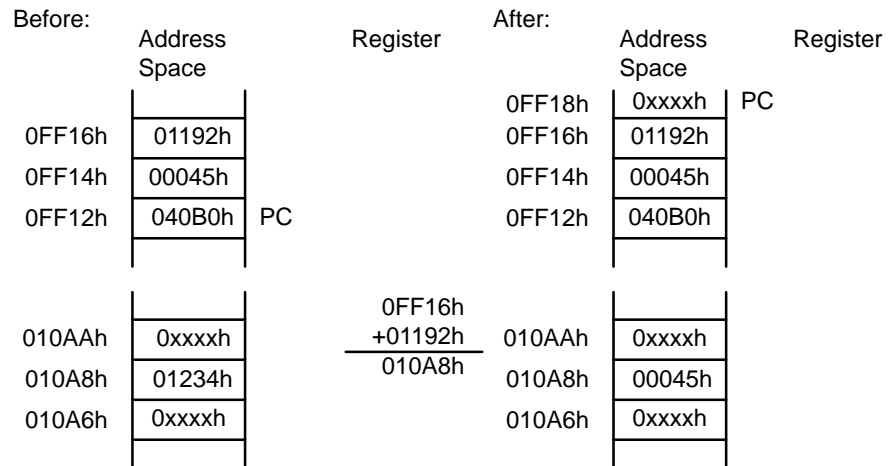 Before:
Address Space
Register
After:
Address Space
Register
0FF18h 0xxxxh PC
0FF16h 01192h
0FF16h 01192h
0FF14h 00045h
0FF14h 00045h
0FF12h 040B0h PC
0FF12h 040B0h
0FF16h
+01192h
010A8h
010AAh 0xxxxh
010AAh 0xxxxh
010A8h 01234h
010A8h 00045h
010A6h 0xxxxh
010A6h 0xxxxh